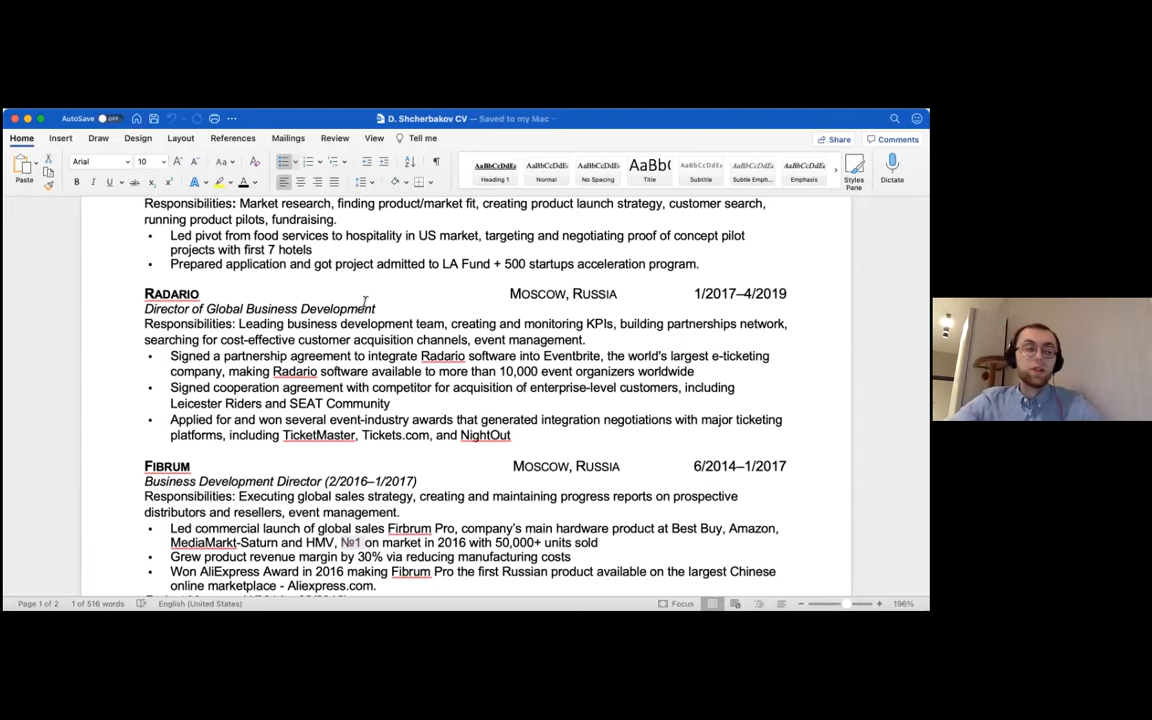 AutoSave OFF
D. Shcherbakov CV — Saved to my Mac
Home Insert Draw Design Layout References Mailings Review View Tell me
Share Comments
Paste
Arial 10
AaBbCcDdEe AaBbCcDdEe AaBbCcDdEe AaBb( AaBbCcDdEe AaBbCcDdEe AaBbCcDdEe
Heading 1 Normal No Spacing Title Subtitle Subtle Emph... Emphasis
Styles Pane
Dictate
Responsibilities: Market research, finding product/market fit, creating product launch strategy, customer search,
running product pilots, fundraising.
• Led pivot from food services to hospitality in US market, targeting and negotiating proof of concept pilot
projects with first 7 hotels
• Prepared application and got project admitted to LA Fund + 500 startups acceleration program.
RADARIO MOSCOW, RUSSIA 1/2017–4/2019
Director of Global Business Development
Responsibilities: Leading business development team, creating and monitoring KPIs, building partnerships network,
searching for cost-effective customer acquisition channels, event management.
• Signed a partnership agreement to integrate Radario software into Eventbrite, the world's largest e-ticketing
company, making Radario software available to more than 10,000 event organizers worldwide
• Signed cooperation agreement with competitor for acquisition of enterprise-level customers, including
Leicester Riders and SEAT Community
• Applied for and won several event-industry awards that generated integration negotiations with major ticketing
platforms, including TicketMaster, Tickets.com, and NightOut
FIBRUM MOSCOW, RUSSIA 6/2014–1/2017
Business Development Director (2/2016–1/2017)
Responsibilities: Executing global sales strategy, creating and maintaining progress reports on prospective
distributors and resellers, event management.
• Led commercial launch of global sales Firbrum Pro, company's main hardware product at Best Buy, Amazon,
MediaMarkt-Saturn and HMV, №1 on market in 2016 with 50,000+ units sold
• Grew product revenue margin by 30% via reducing manufacturing costs
• Won AliExpress Award in 2016 making Fibrum Pro the first Russian product available on the largest Chinese
online marketplace - Aliexpress.com.
Page 1 of 2 1 of 516 words English (United States) Focus 196%